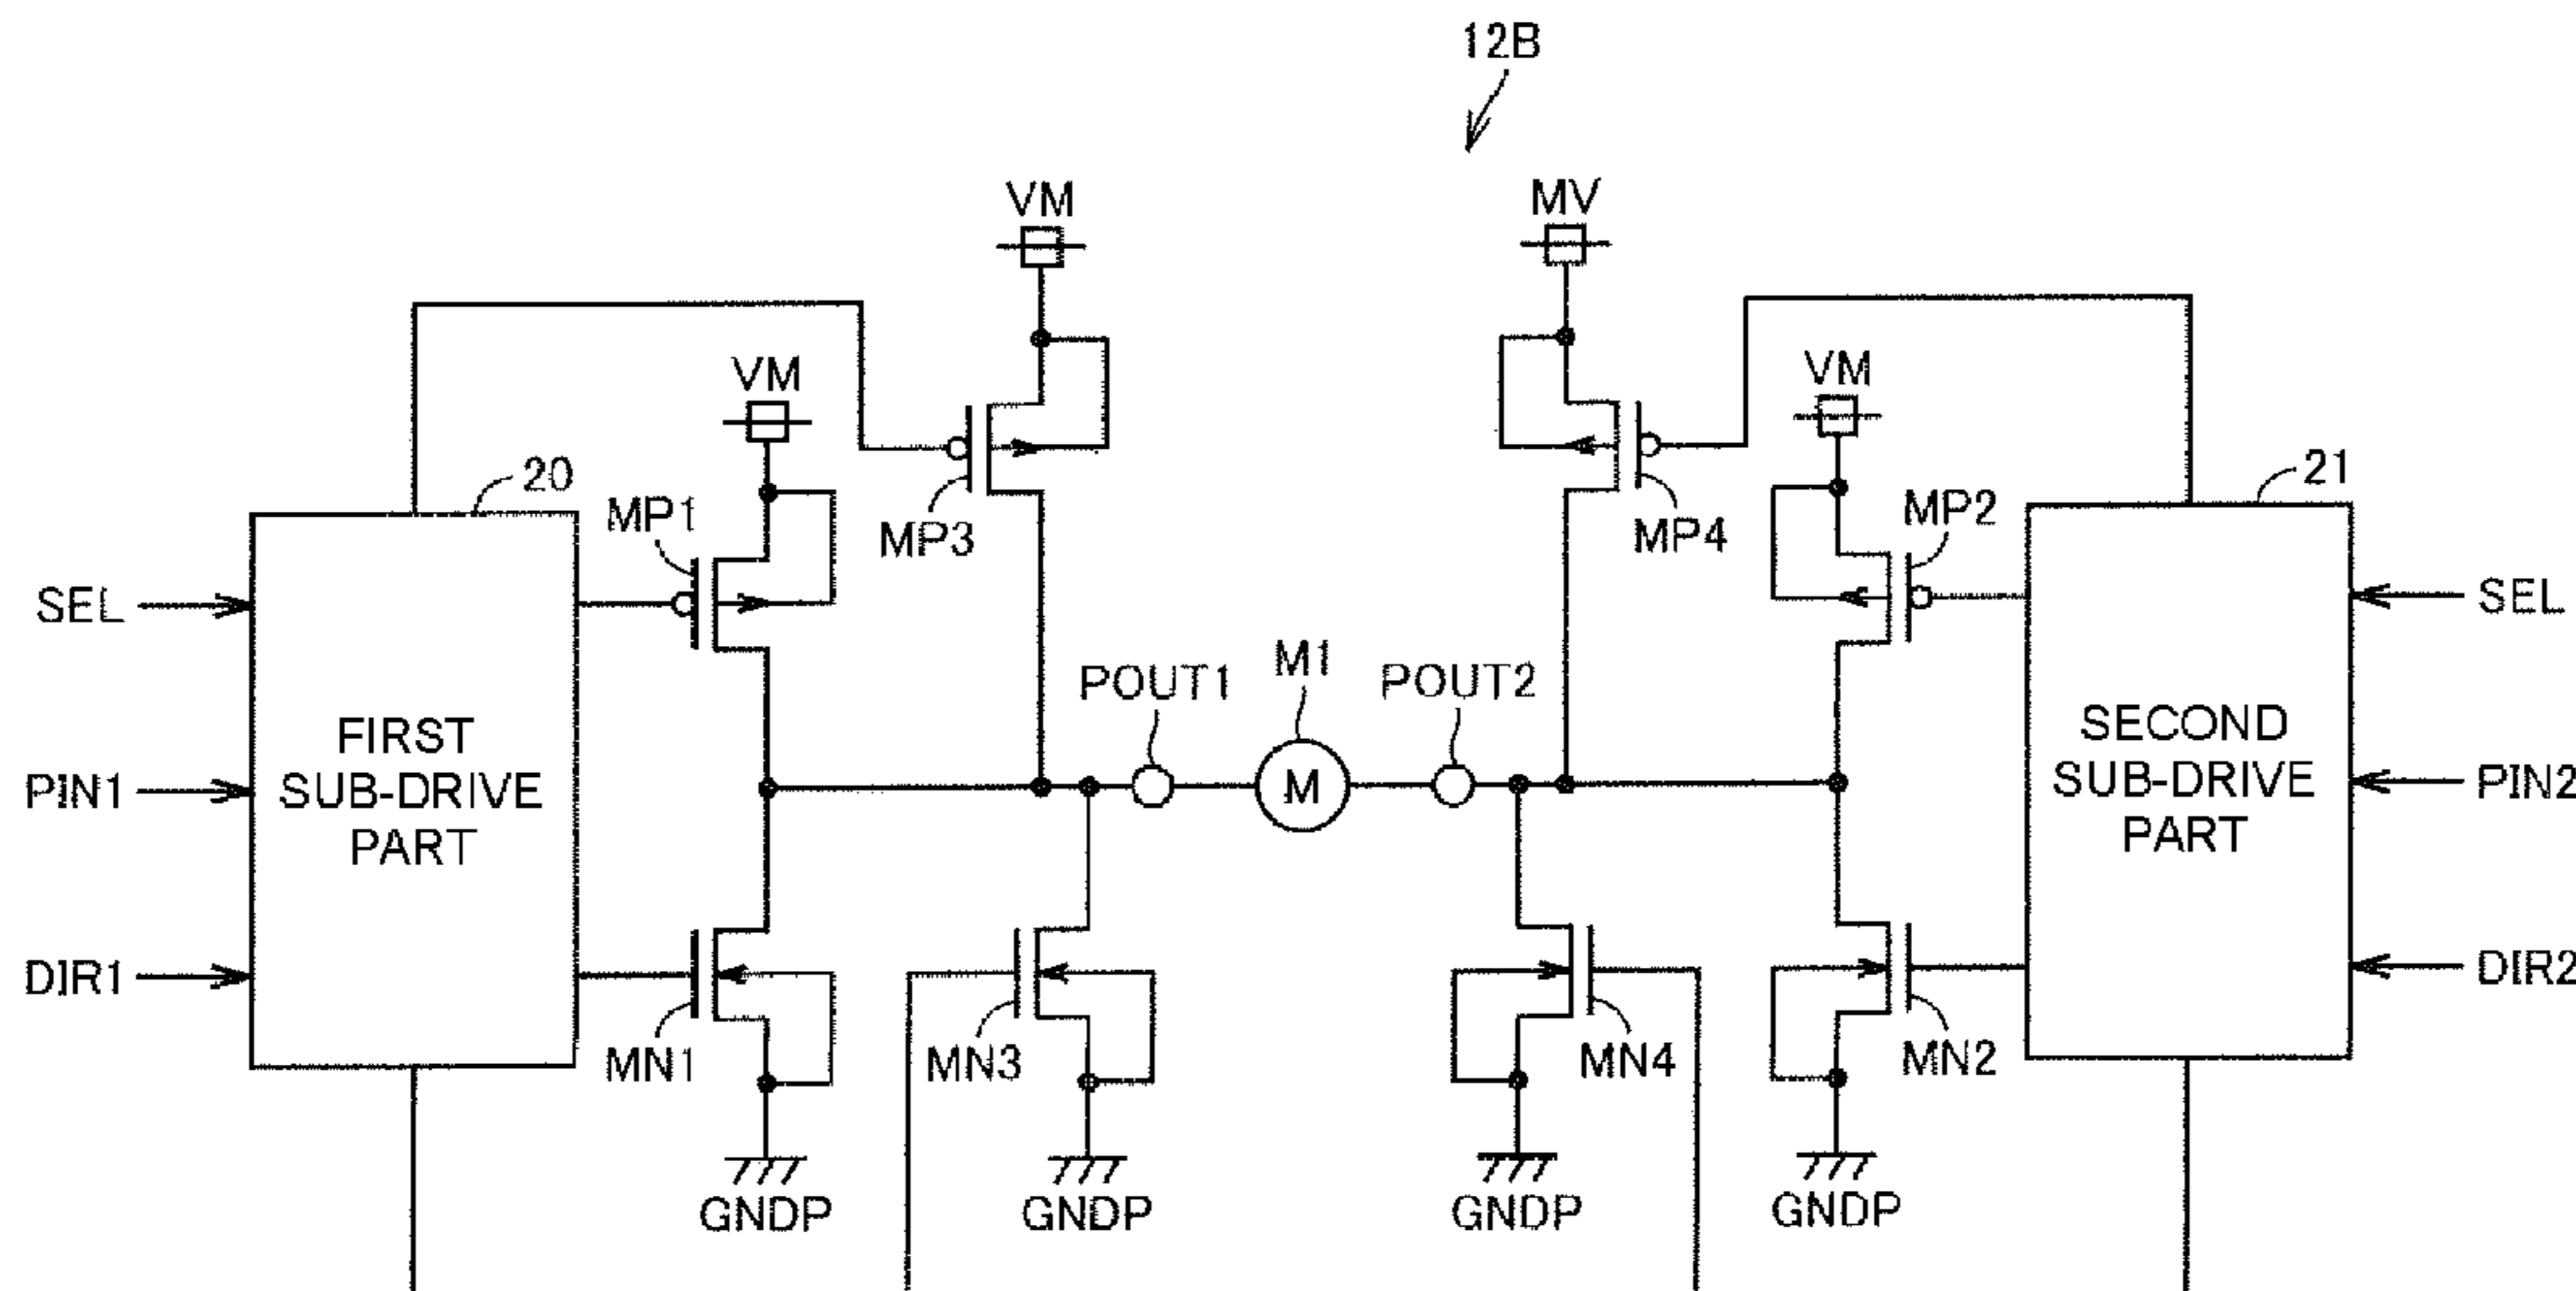 12B
VM
MV
VM
VM
20
21
MP1
MP3
MP4
MP2
SEL
SEL
POUT1
M1
POUT2
FIRST
SUB-DRIVE
PART
SECOND
SUB-DRIVE
PART
PIN1
M
PIN2
DIR1
DIR2
MN1
MN3
MN4
MN2
GNDP
GNDP
GNDP
GNDP